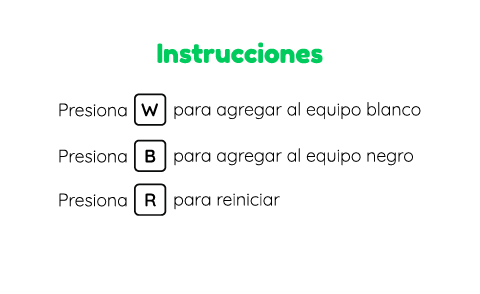 Instrucciones
Presiona W para agregar al equipo blanco
Presiona B para agregar al equipo negro
Presiona R para reiniciar